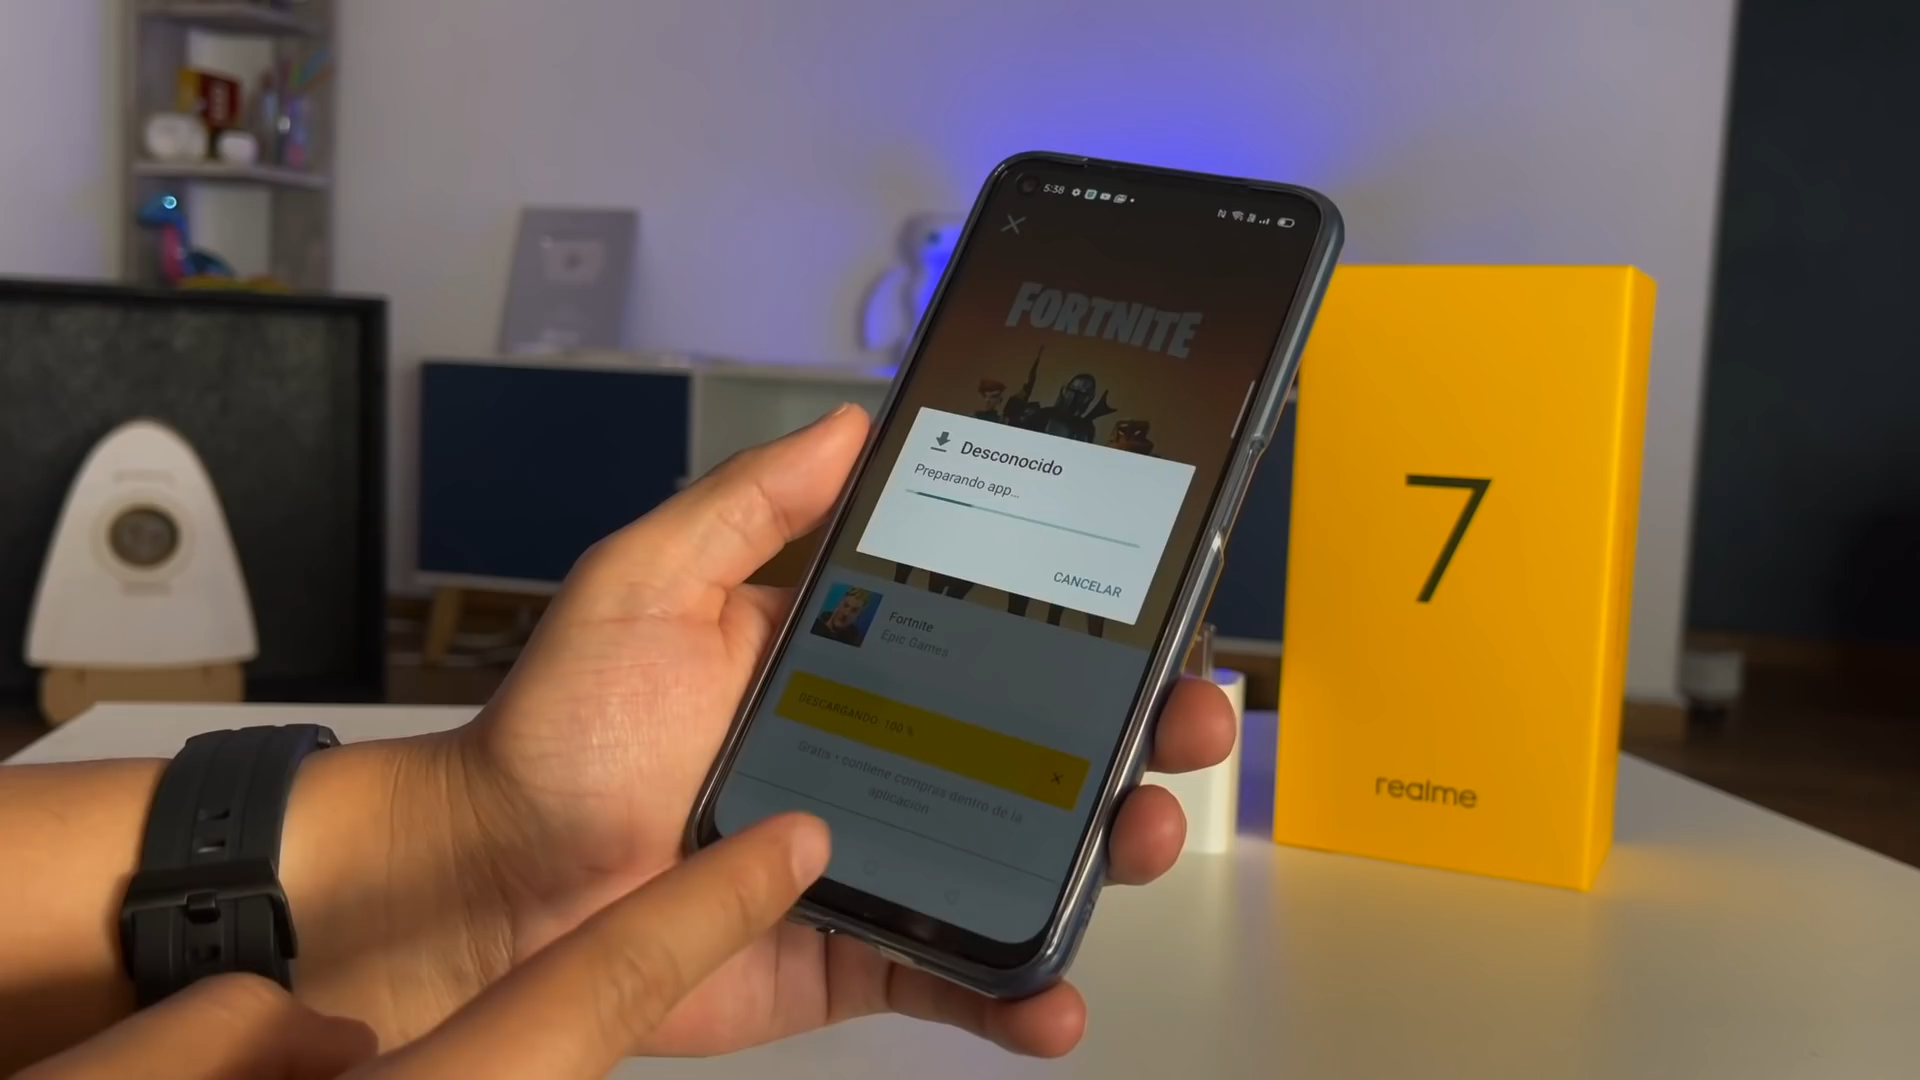 5:38
FORTNITE
Desconocido
Preparando app...
CANCELAR
Fortnite
Epic Games
DESCARGANDO: 100 %
Gratis • contiene compras dentro de la
aplicación
7
realme